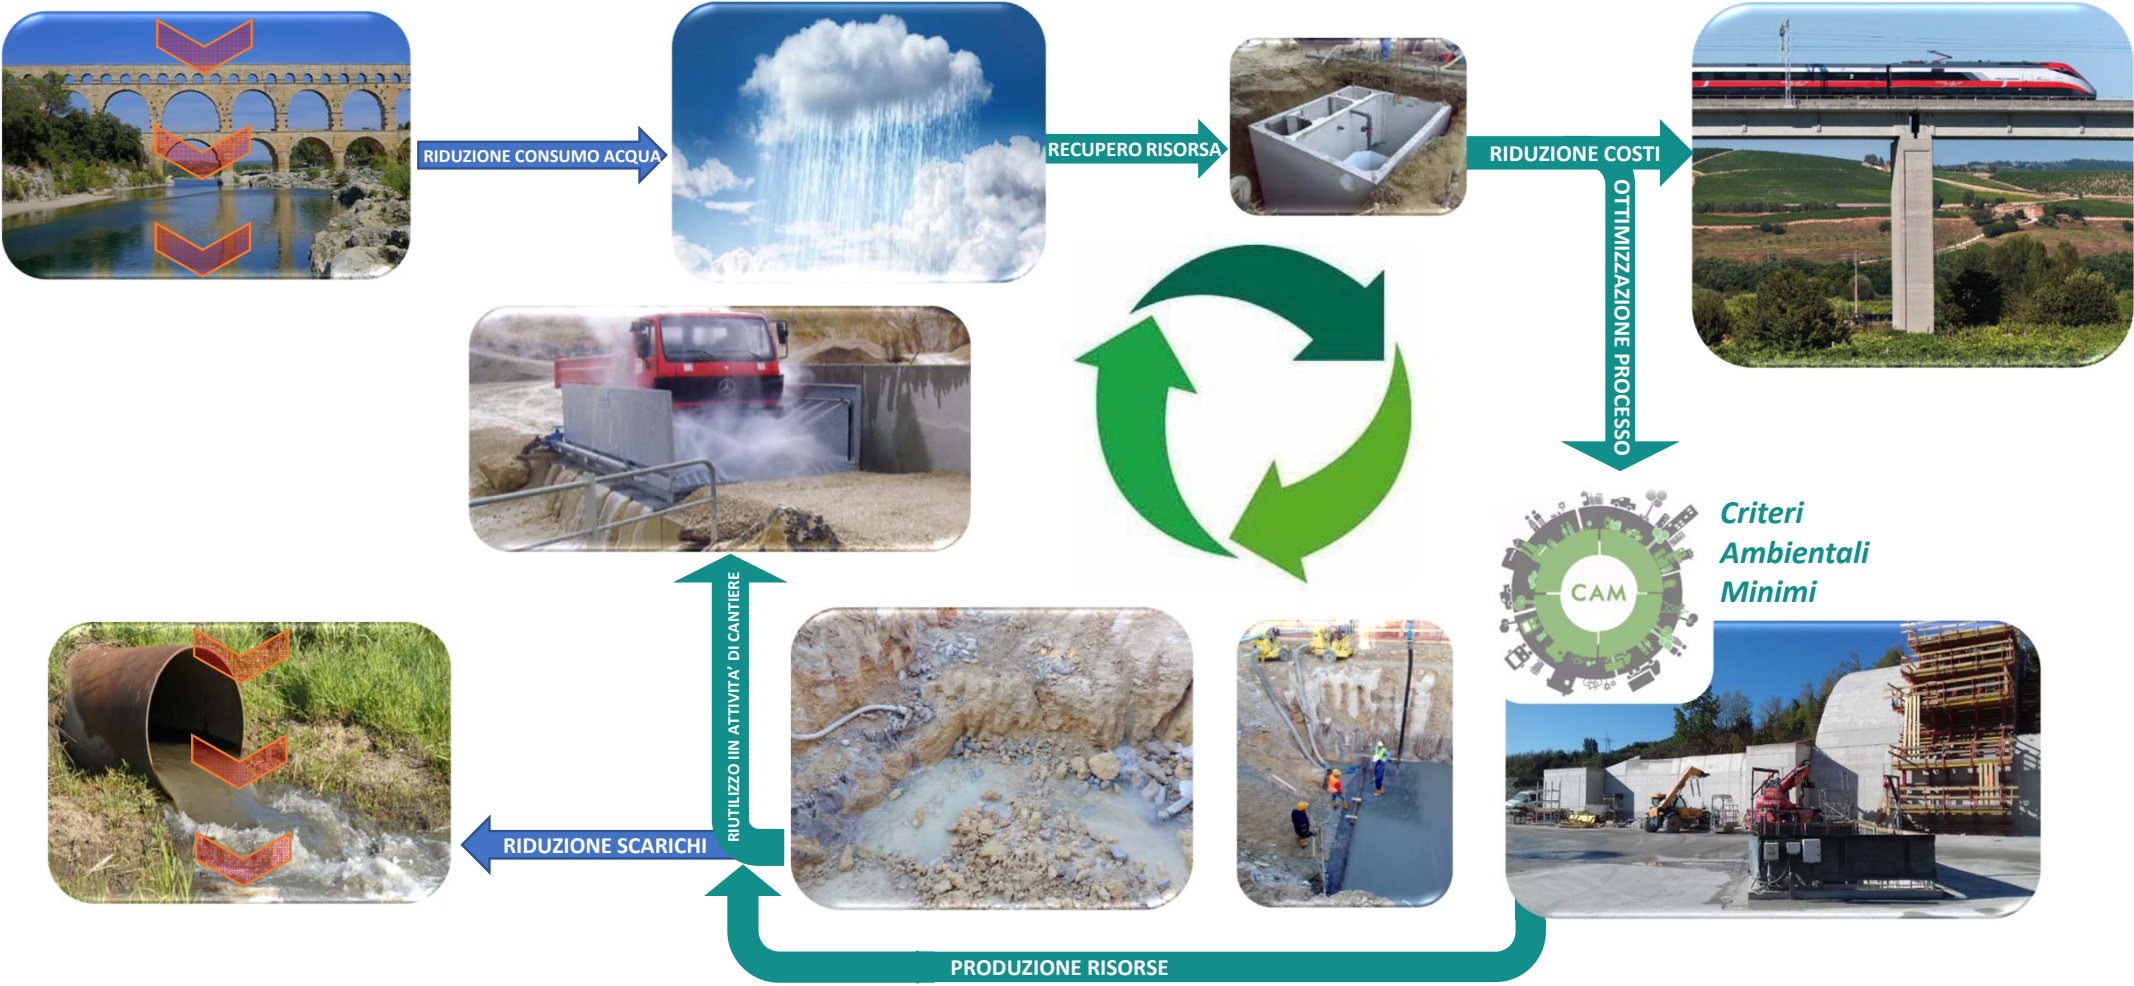 RIDUZIONE CONSUMO ACQUA
RECUPERO RISORSA
RIDUZIONE COSTI
OTTIMIZZAZIONE PROCESSO
CAM
Criteri
Ambientali
Minimi
RIUTILIZZO IIN ATTIVITA' DI CANTIERE
RIDUZIONE SCARICHI
PRODUZIONE RISORSE